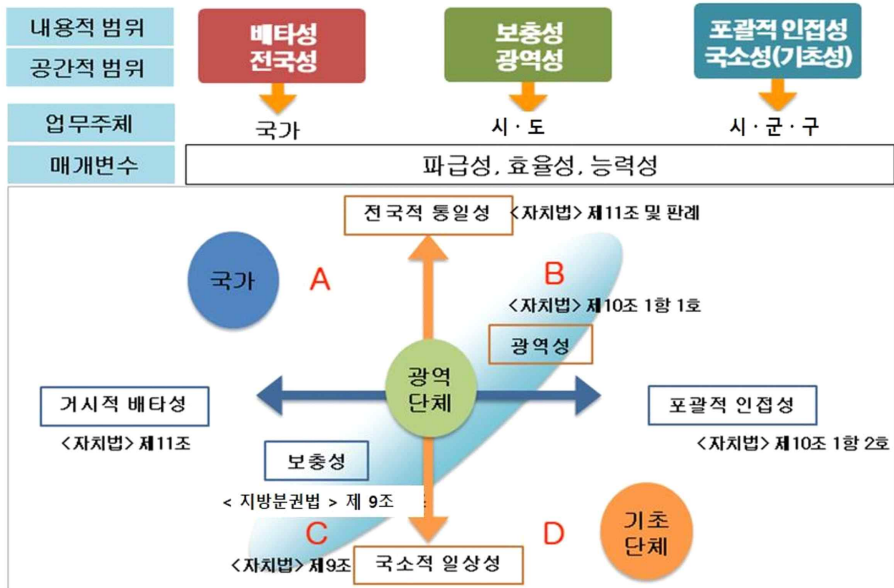 내용적 범위
배타성
보충성
포괄적 인접성
공간적 범위
전국성
광역성
국소성(기초성)
업무주체
국가
시 · 도
시 · 군 · 구
매개변수
파급성, 효율성, 능력성
전국적 통일성
<자치법> 제11조 및 판례
국가
A
B
<자치법> 제10조 1항 1호
광역성
광역
단체
거시적 배타성
포괄적 인접성
<자치법> 제11조
<자치법> 제10조 1항 2호
보충성
< 지방분권법 > 제 9조
C
D
기초
단체
<자치법> 제9조
국소적 일상성